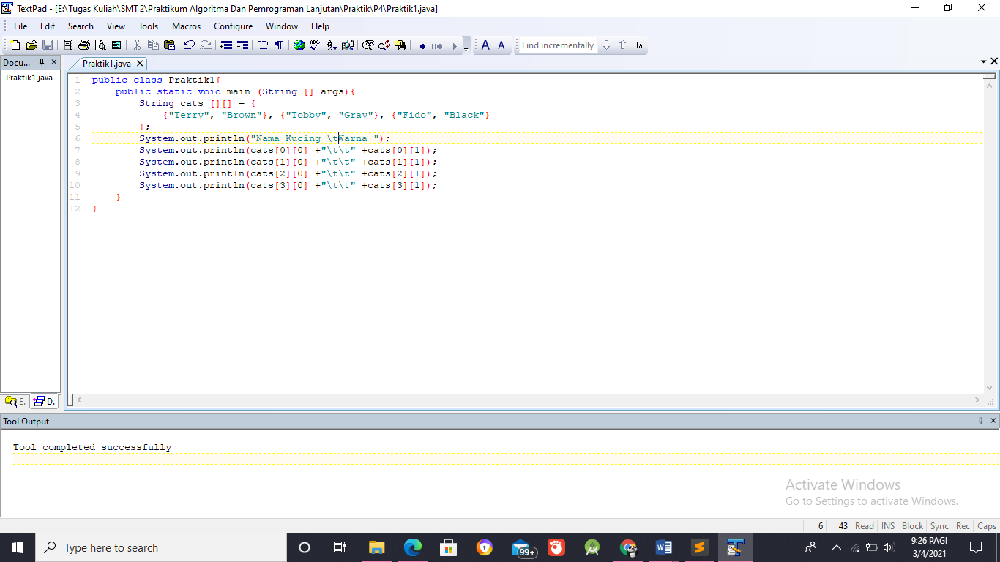 TextPad - [E:\Tugas Kuliah\SMT 2\Praktikum Algoritma Dan Pemrograman Lanjutan\Praktik\P4\Praktik1.java]
File Edit Search View Tools Macros Configure Window Help
Find incrementally Aa
Docu... Praktik1.java
Praktik1.java
1 public class Praktik1{
2 public static void main (String [] args){
3 String cats [][] = {
4 {"Terry", "Brown"}, {"Tobby", "Gray"}, {"Fido", "Black"}
5 };
6 System.out.println("Nama Kucing \tWarna ");
7 System.out.println(cats[0][0] +"\t\t" +cats[0][1]);
8 System.out.println(cats[1][0] +"\t\t" +cats[1][1]);
9 System.out.println(cats[2][0] +"\t\t" +cats[2][1]);
10 System.out.println(cats[3][0] +"\t\t" +cats[3][1]);
11 }
12 }
E. D.
Tool Output
Tool completed successfully
Activate Windows
Go to Settings to activate Windows.
6 43 Read INS Block Sync Rec Caps
Type here to search
99+
9:26 PAGI
3/4/2021